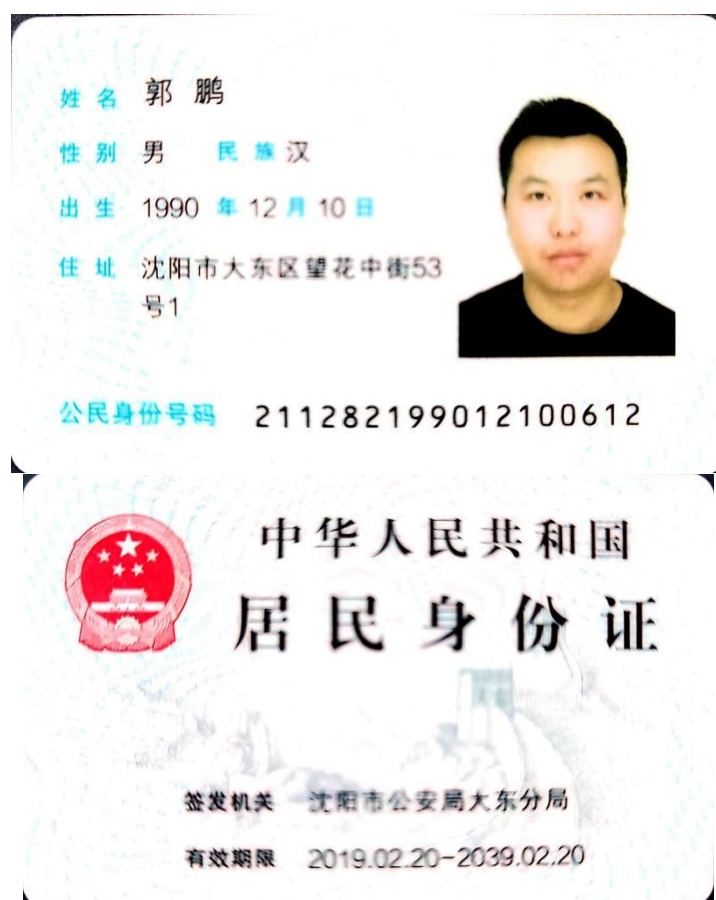 姓名 郭鹏
性别 男 民族 汉
出生 1990 年 12 月 10 日
住址 沈阳市大东区望花中街53
号1
公民身份号码 211282199012100612
中华人民共和国
居民身份证
签发机关 沈阳市公安局大东分局
有效期限 2019.02.20-2039.02.20